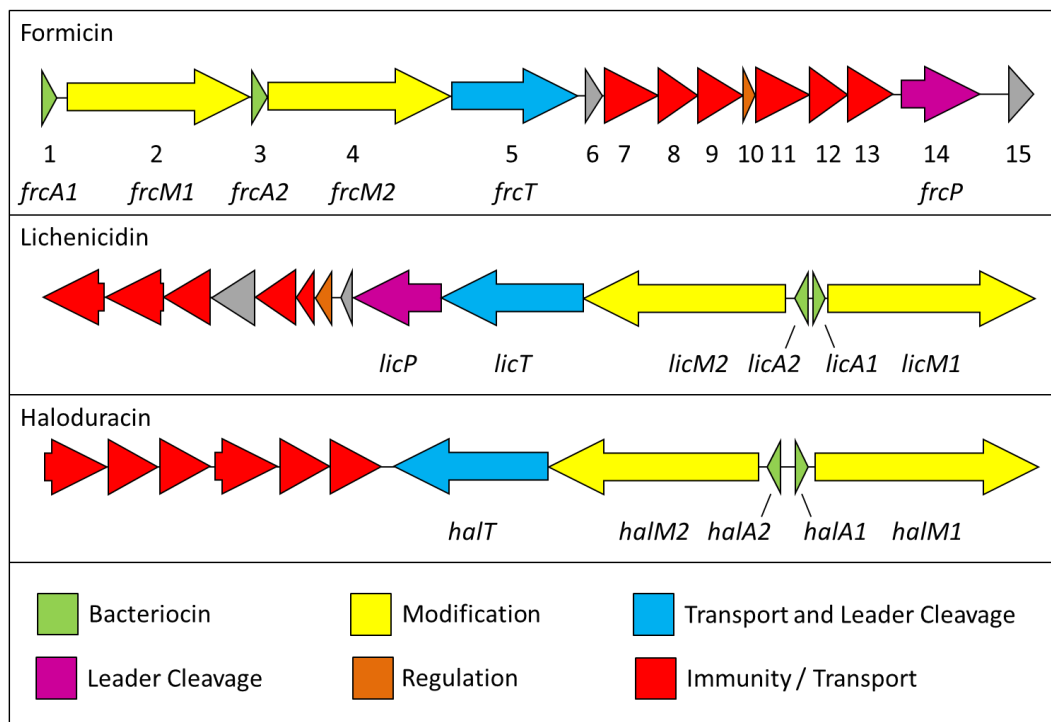 Formicin
1 2 3 4 5 6 7 8 9 10 11 12 13 14 15
frcA1 frcM1 frcA2 frcM2 frcT frcP
Lichenicidin
licP licT licM2 licA2 licA1 licM1
Haloduracin
halT halM2 halA2 halA1 halM1
Bacteriocin Modification Transport and Leader Cleavage
Leader Cleavage Regulation Immunity / Transport